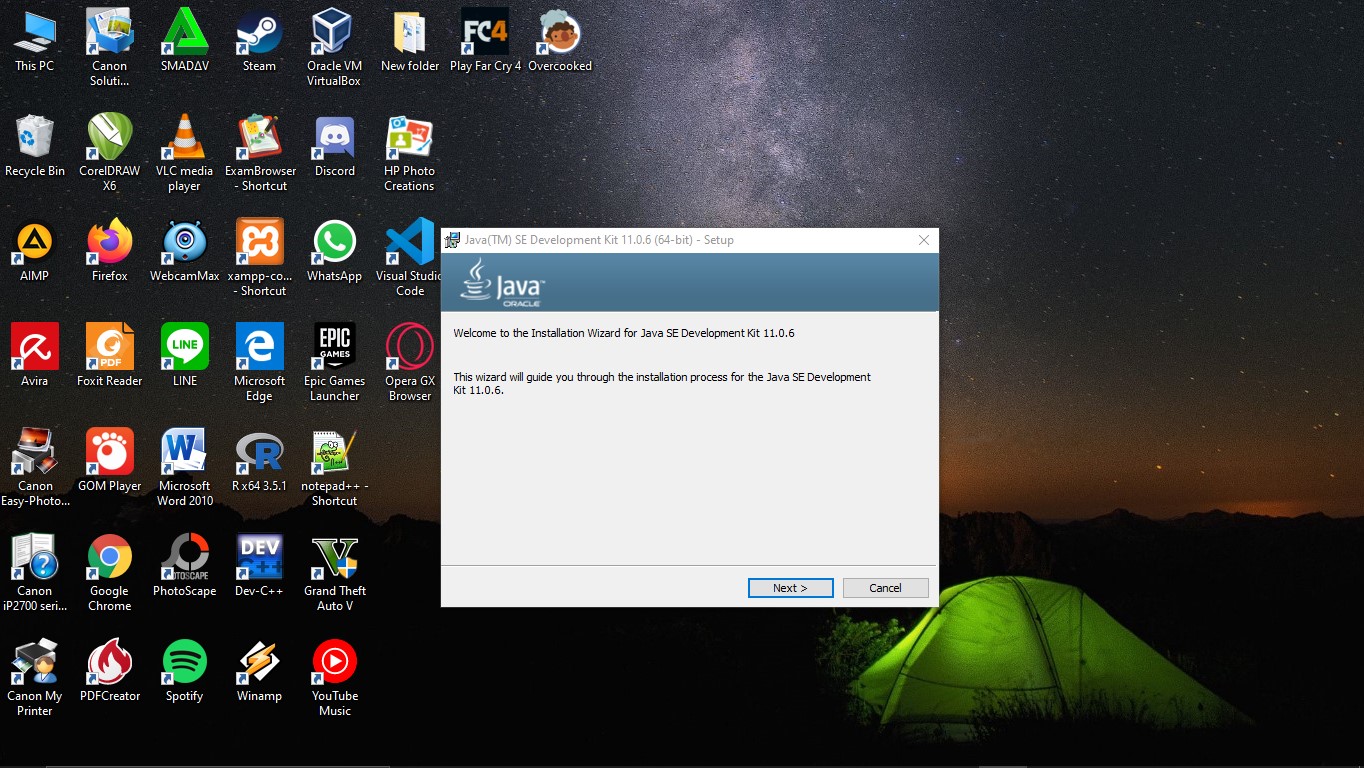 This PC
Canon
Soluti...
SMADΔV
Steam
Oracle VM
VirtualBox
New folder
FC4
Play Far Cry 4
Overcooked
Recycle Bin
CorelDRAW
X6
VLC media
player
ExamBrowser
- Shortcut
Discord
HP Photo
Creations
AIMP
Firefox
WebcamMax
xampp-co...
- Shortcut
WhatsApp
Visual Studio
Code
Avira
PDF
Foxit Reader
LINE
LINE
Microsoft
Edge
EPIC
GAMES
Epic Games
Launcher
Opera GX
Browser
Canon
Easy-Photo...
GOM Player
W
Microsoft
Word 2010
R
R x64 3.5.1
notepad++ -
Shortcut
Canon
iP2700 seri...
Google
Chrome
PHOTOSCAPE
PhotoScape
DEV
C++
Dev-C++
V
Grand Theft
Auto V
Canon My
Printer
PDFCreator
Spotify
Winamp
YouTube
Music
Java(TM) SE Development Kit 11.0.6 (64-bit) - Setup
Java™
ORACLE
Welcome to the Installation Wizard for Java SE Development Kit 11.0.6
This wizard will guide you through the installation process for the Java SE Development
Kit 11.0.6.
Next >
Cancel